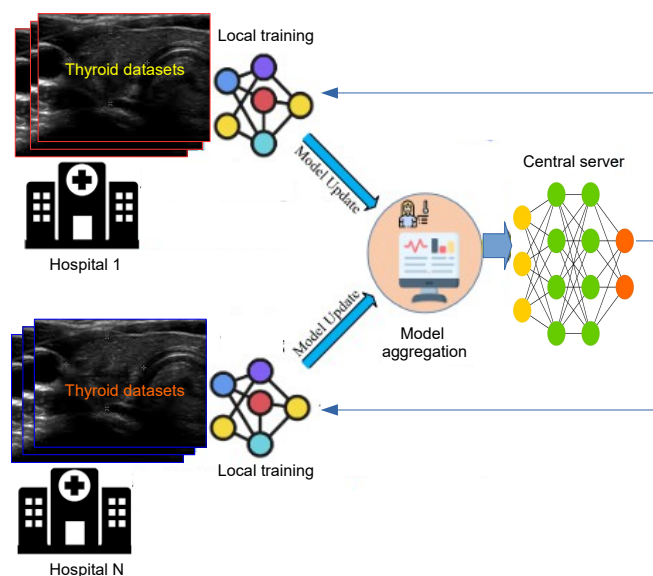 Local training
Thyroid datasets
Model Update
Central server
Hospital 1
Model Update
Model
aggregation
Thyroid datasets
Local training
Hospital N